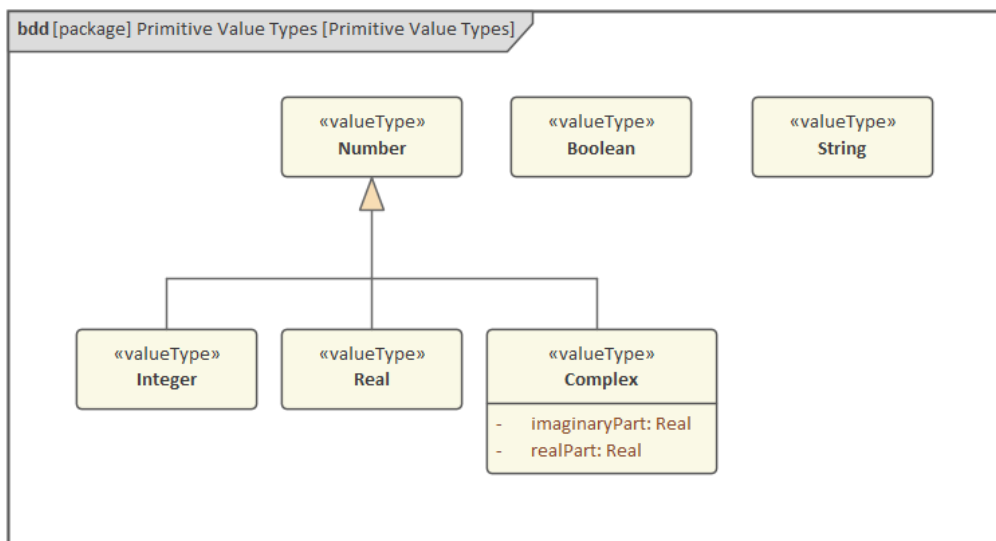 bdd [package] Primitive Value Types [Primitive Value Types]
«valueType»
Number
«valueType»
Boolean
«valueType»
String
«valueType»
Integer
«valueType»
Real
«valueType»
Complex
- imaginaryPart: Real
- realPart: Real